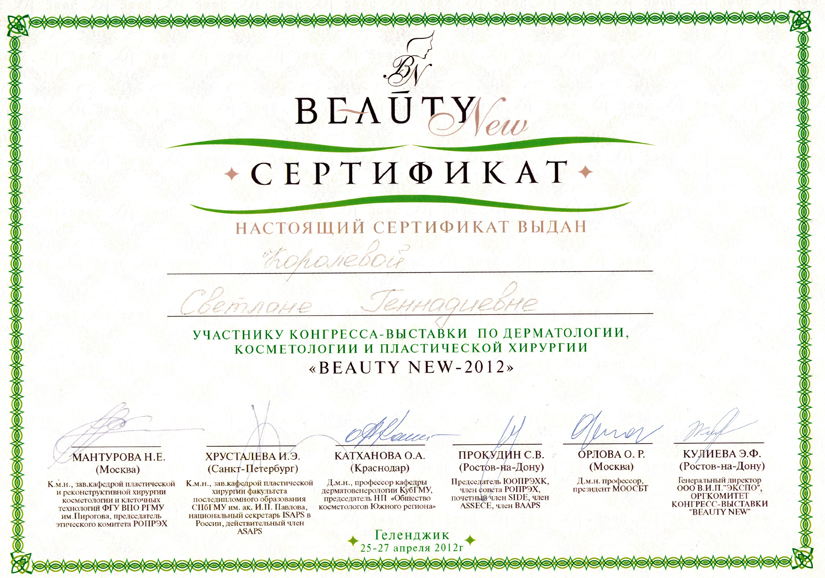 BN
BEAUTY
New
СЕРТИФИКАТ
НАСТОЯЩИЙ СЕРТИФИКАТ ВЫДАН
Королевой
Светлане Геннадиевне
УЧАСТНИКУ КОНГРЕССА-ВЫСТАВКИ ПО ДЕРМАТОЛОГИИ,
КОСМЕТОЛОГИИ И ПЛАСТИЧЕСКОЙ ХИРУРГИИ
«BEAUTY NEW-2012»
МАНТУРОВА Н.Е.
(Москва)
К.м.н., зав.кафедрой пластической
и реконструктивной хирургии
косметологии и клеточных
технологий ФГУ ВПО РГМУ
им.Пирогова, председатель
этического комитета РОПРЭХ
ХРУСТАЛЕВА И.Э.
(Санкт-Петербург)
К.м.н., зав.кафедрой пластической
хирургии факультета
последипломного образования
СПбГМУ им. ак. И.П. Павлова,
национальный секретарь ISAPS в
России, действительный член
ASAPS
КАТХАНОВА О.А.
(Краснодар)
Д.м.н., профессор кафедры
дерматовенерологии КубГМУ,
председатель НП «Общество
косметологов Южного региона»
ПРОКУДИН С.В.
(Ростов-на-Дону)
Председатель ЮОПРЭХК,
член совета РОПРЭХ,
почетный член SIDE, член
ASSECE, член BAAPS
ОРЛОВА О. Р.
(Москва)
Д.м.н. профессор,
президент МООСБТ
КУЛИЕВА Э.Ф.
(Ростов-на-Дону)
Генеральный директор
ООО В.И.П."ЭКСПО",
ОРГКОМИТЕТ
КОНГРЕСС-ВЫСТАВКИ
"BEAUTY NEW"
Геленджик
25-27 апреля 2012г